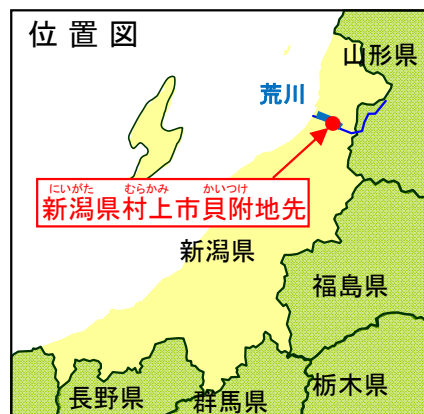 位置図
山形県
荒川
にいがた むらかみ かいつけ
新潟県村上市貝附地先
新潟県
福島県
長野県
群馬県
栃木県